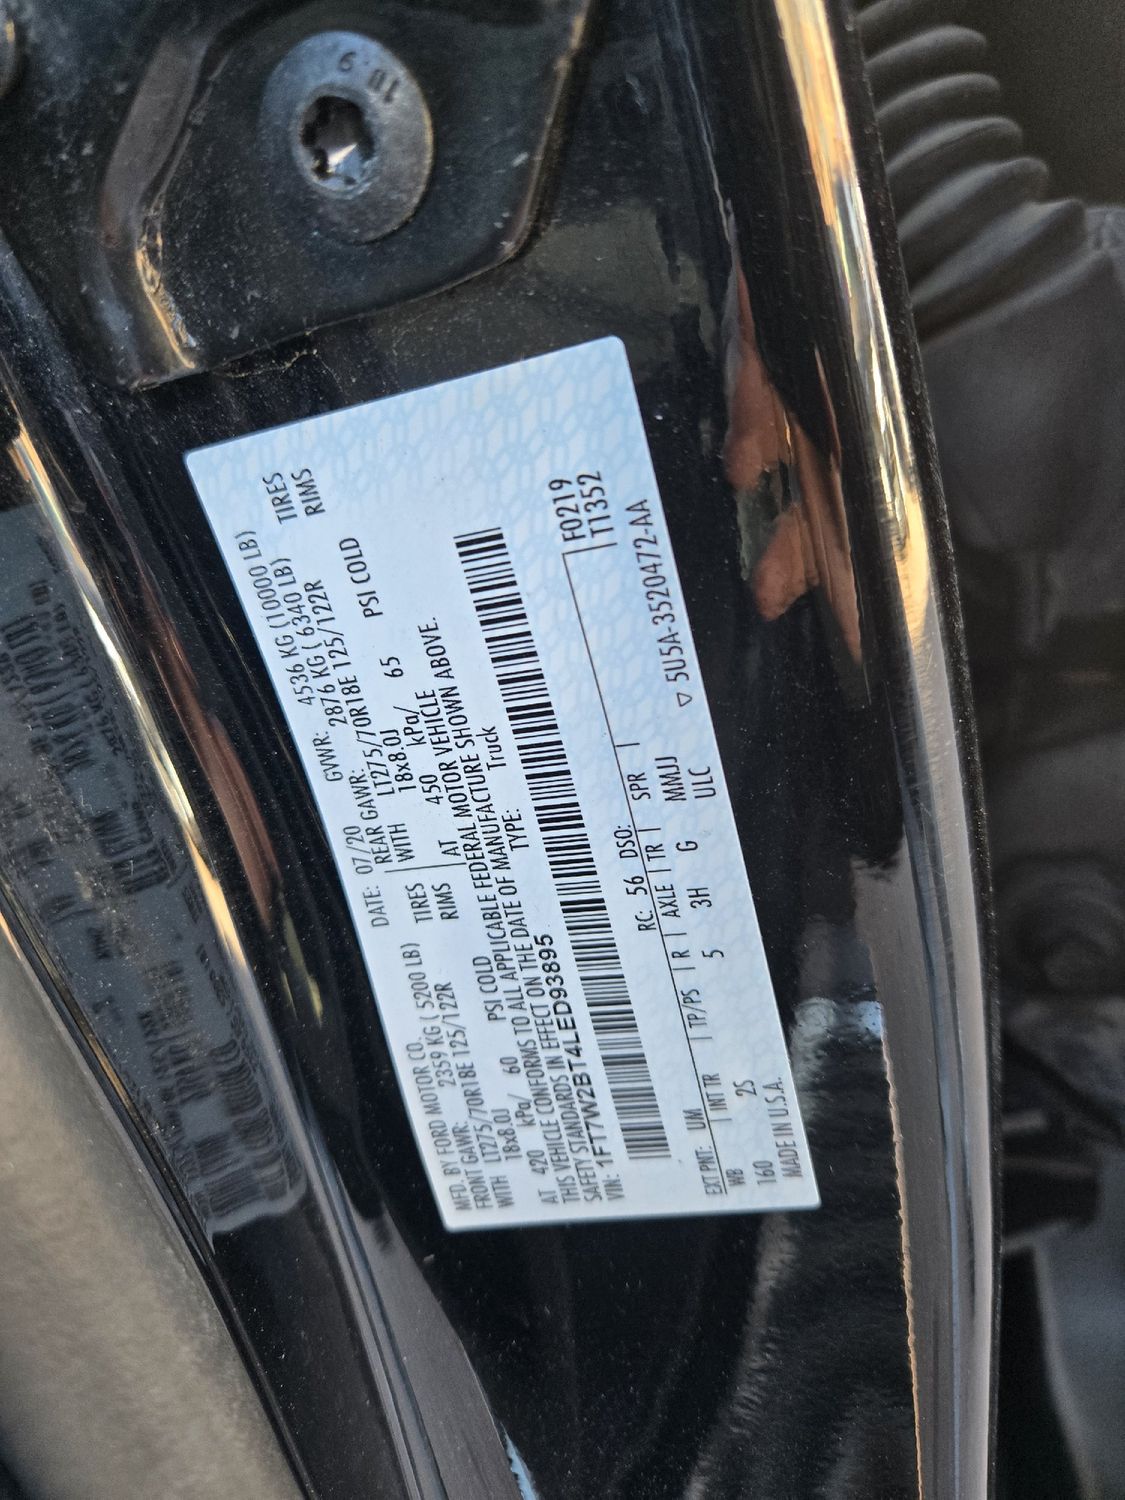 10.9
MFD. BY FORD MOTOR CO.
DATE: 07/20 GVWR: 4536 KG (10000 LB)
FRONT GAWR: 2359 KG ( 5200 LB) REAR GAWR: 2876 KG ( 6340 LB)
WITH LT275/70R18E 125/122R TIRES WITH LT275/70R18E 125/122R TIRES
18x8.0J RIMS 18x8.0J RIMS
AT 420 kPa/ 60 PSI COLD AT 450 kPa/ 65 PSI COLD
THIS VEHICLE CONFORMS TO ALL APPLICABLE FEDERAL MOTOR VEHICLE
SAFETY STANDARDS IN EFFECT ON THE DATE OF MANUFACTURE SHOWN ABOVE.
VIN: 1FT7W2BT4LED93895 TYPE: Truck
F0219
T1352
EXT PNT: UM RC: 56 DSO:
WB | INT TR | TP/PS | R | AXLE | TR | SPR |
160 2S 5 3H G MMJJ
ULC
MADE IN U.S.A. ▽ 5U5A-3520472-AA